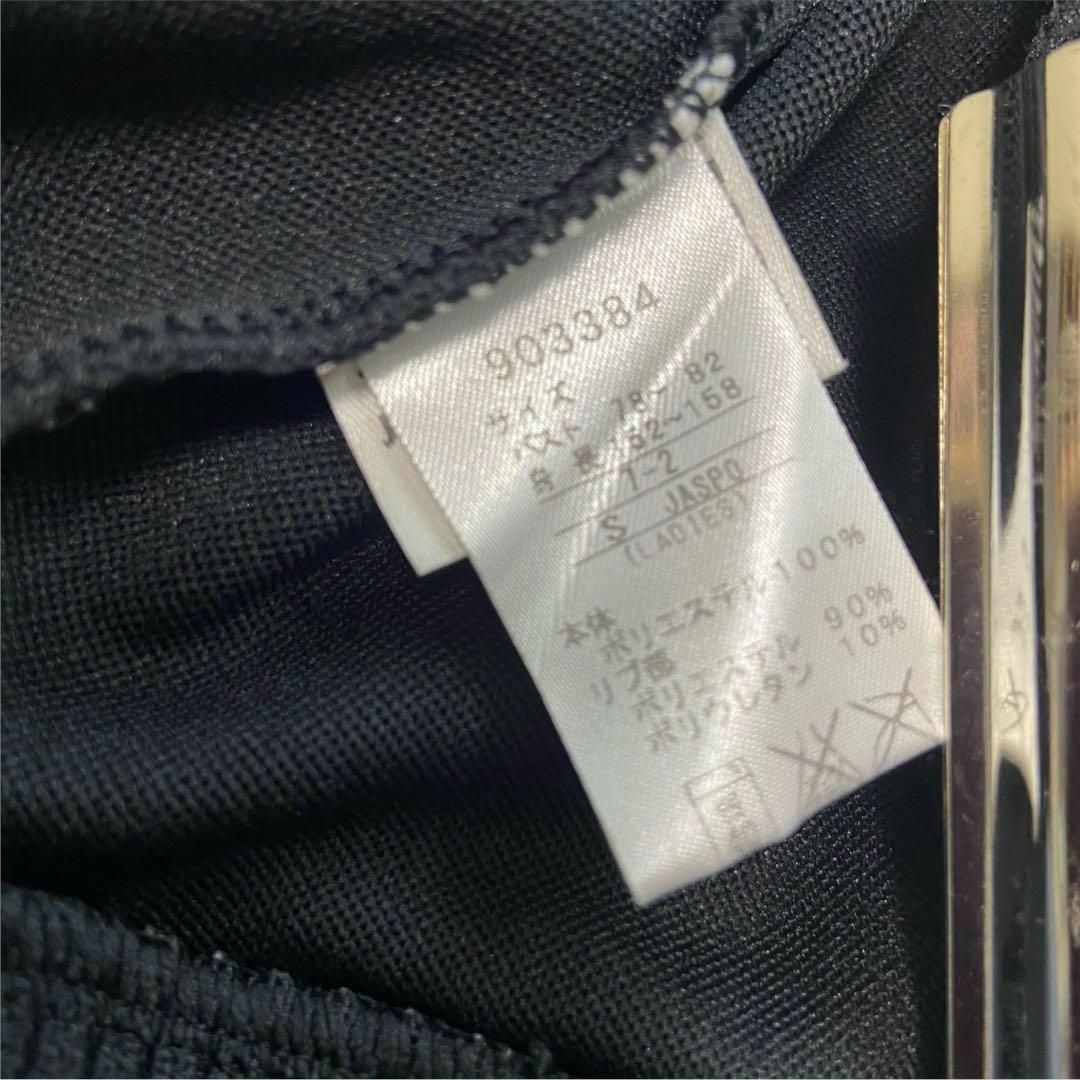 903384
サイズ
バスト 78~82
身長 152~158
1-2
S JASPO
(LADIES)
本体
ポリエステル100%
リブ部
ポリエステル 90%
ポリウレタン 10%